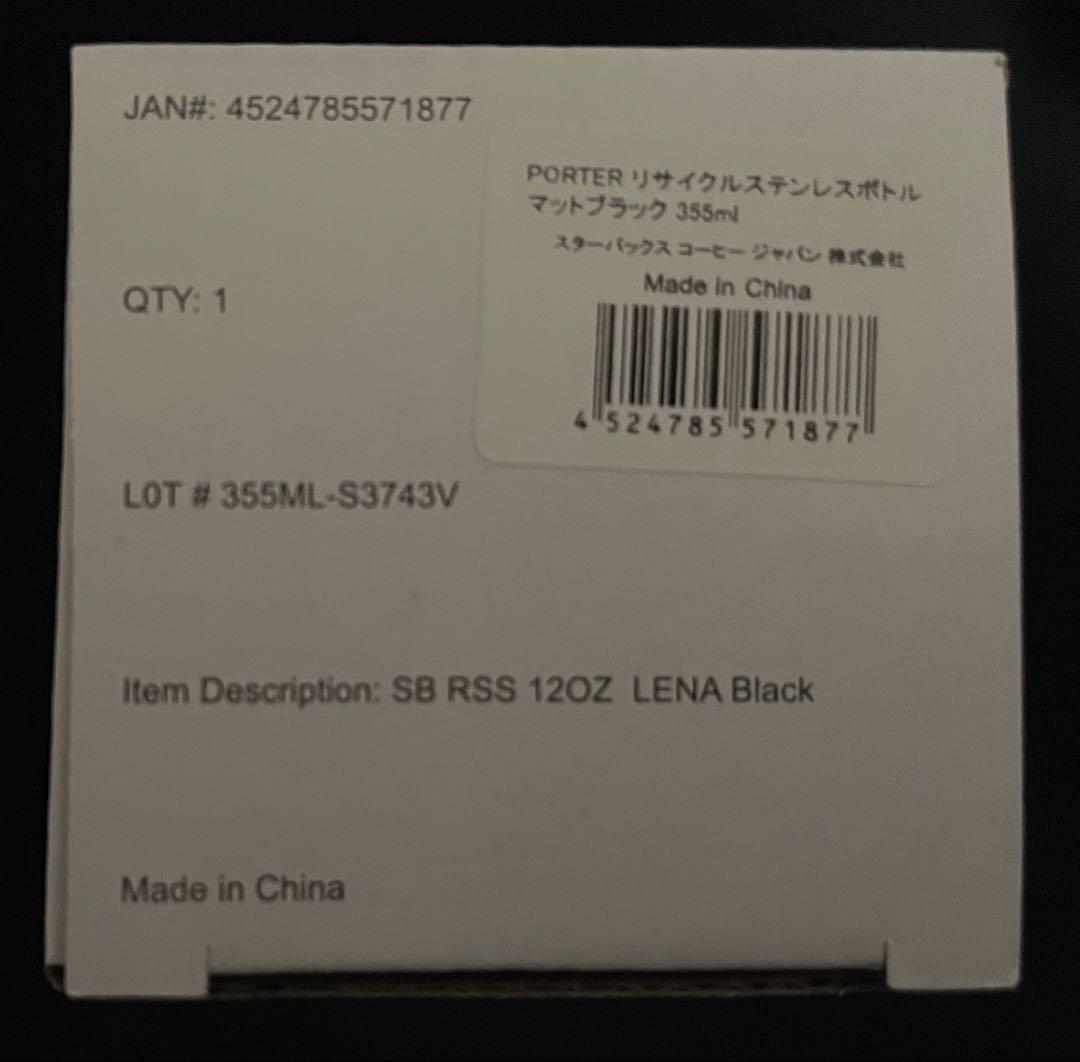 JAN#: 4524785571877
PORTER リサイクルステンレスボトル
マットブラック 355ml
スターバックス コーヒー ジャパン 株式会社
Made in China
4 524785 571877
QTY: 1
LOT # 355ML-S3743V
Item Description: SB RSS 12OZ LENA Black
Made in China